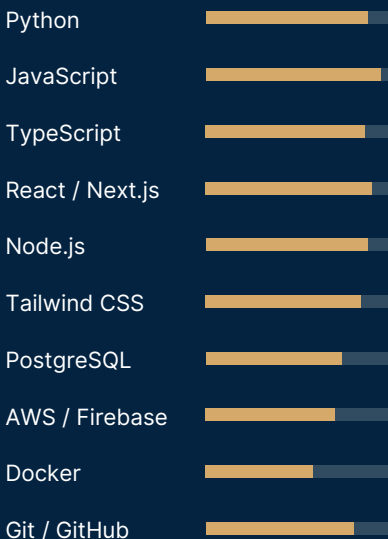 Python
JavaScript
TypeScript
React / Next.js
Node.js
Tailwind CSS
PostgreSQL
AWS / Firebase
Docker
Git / GitHub